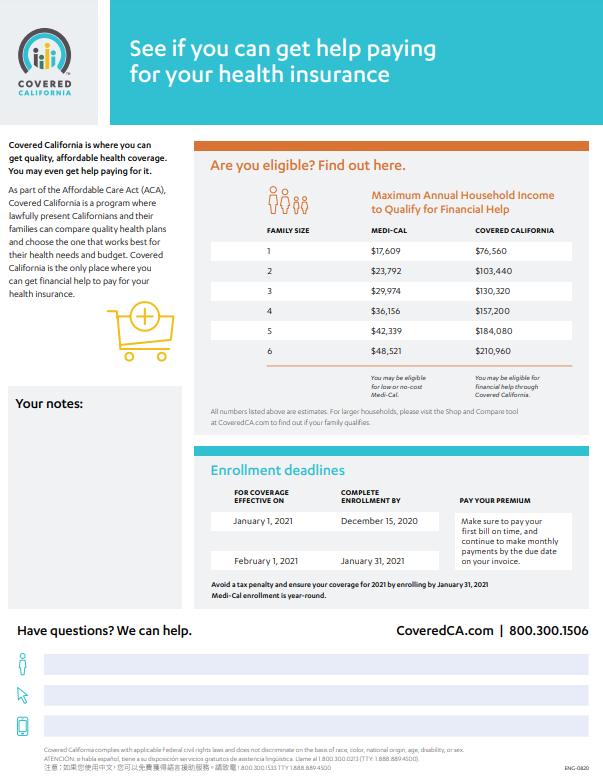 COVERED
CALIFORNIA
TM
See if you can get help paying
for your health insurance
Covered California is where you can
get quality, affordable health coverage.
You may even get help paying for it.
As part of the Affordable Care Act (ACA),
Covered California is a program where
lawfully present Californians and their
families can compare quality health plans
and choose the one that works best for
their health needs and budget. Covered
California is the only place where you
can get financial help to pay for your
health insurance.
Your notes:
Are you eligible? Find out here.
Maximum Annual Household Income
to Qualify for Financial Help
FAMILY SIZE MEDI-CAL COVERED CALIFORNIA
1 $17,609 $76,560
2 $23,792 $103,440
3 $29,974 $130,320
4 $36,156 $157,200
5 $42,339 $184,080
6 $48,521 $210,960
You may be eligible
for low or no-cost
Medi-Cal.
You may be eligible for
financial help through
Covered California.
All numbers listed above are estimates. For larger households, please visit the Shop and Compare tool
at CoveredCA.com to find out if your family qualifies.
Enrollment deadlines
FOR COVERAGE
EFFECTIVE ON
COMPLETE
ENROLLMENT BY
January 1, 2021 December 15, 2020
February 1, 2021 January 31, 2021
PAY YOUR PREMIUM
Make sure to pay your
first bill on time, and
continue to make monthly
payments by the due date
on your invoice.
Avoid a tax penalty and ensure your coverage for 2021 by enrolling by January 31, 2021
Medi-Cal enrollment is year-round.
Have questions? We can help.
CoveredCA.com | 800.300.1506
Covered California complies with applicable Federal civil rights laws and does not discriminate on the basis of race, color, national origin, age, disability, or sex.
ATENCIÓN: si habla español, tiene a su disposición servicios gratuitos de asistencia lingüística. Llame al 1.800.300.0213 (TTY: 1.888.889.4500).
注意：如果您使用中文，您可以免費獲得語言援助服務。請致電 1.800.300.1533 TTY 1.888.889.4500
ENG-0820